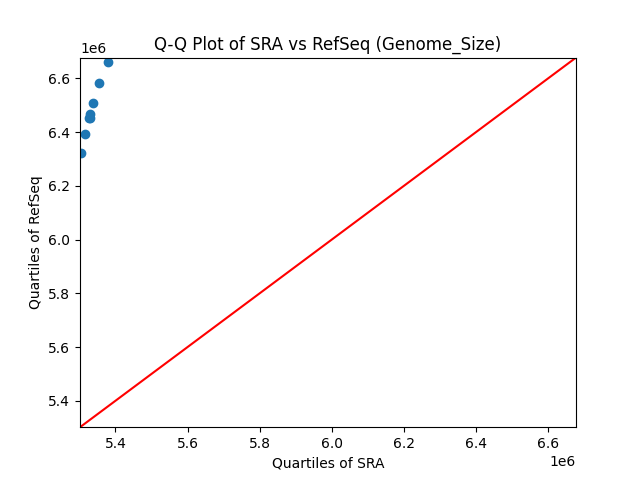 Q-Q Plot of SRA vs RefSeq (Genome_Size)
1e6
6.6
6.4
6.2
6.0
5.8
5.6
5.4
Quartiles of RefSeq
5.4 5.6 5.8 6.0 6.2 6.4 6.6
1e6
Quartiles of SRA